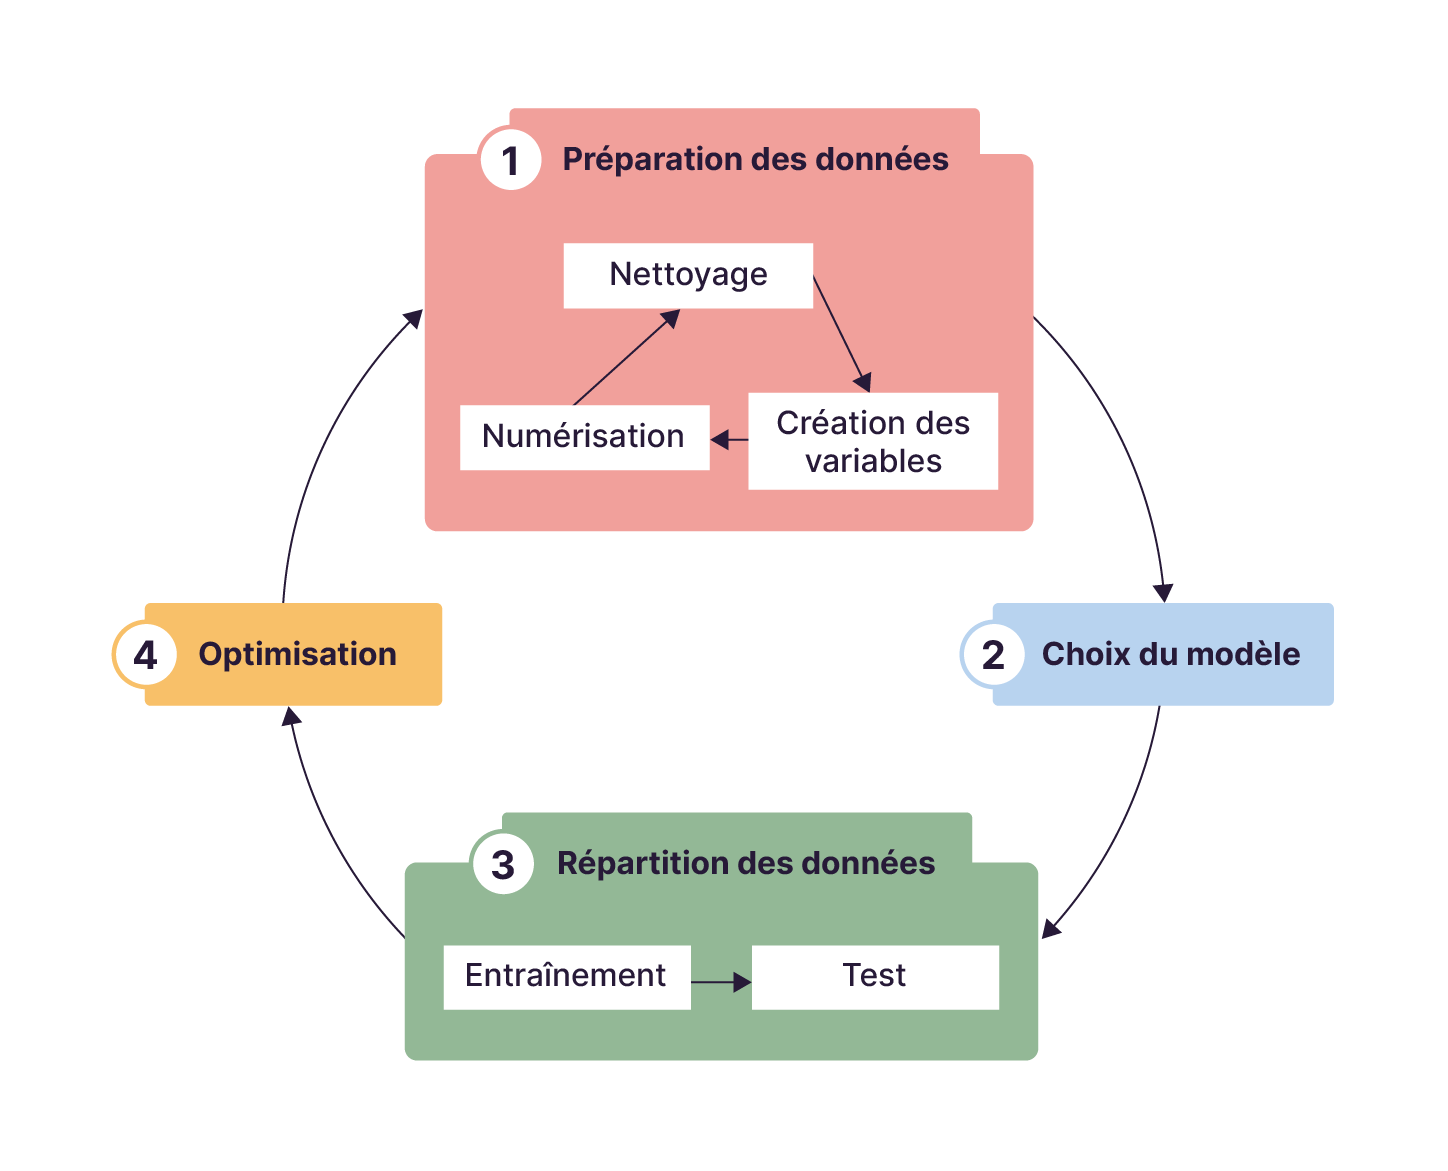 1 Préparation des données
Nettoyage
Numérisation
Création des
variables
4 Optimisation
2 Choix du modèle
3 Répartition des données
Entraînement
Test